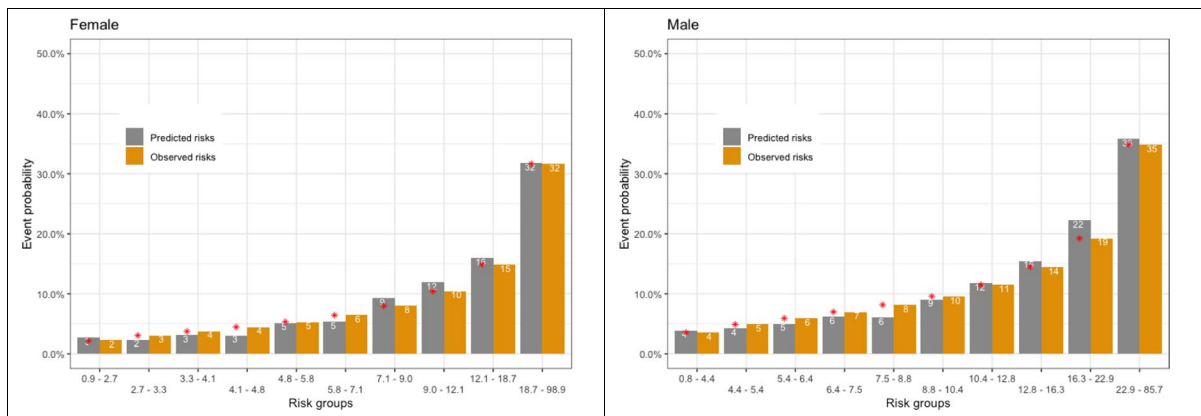 Female
50.0%
40.0%
30.0%
20.0%
10.0%
0.0%
Event probability
Predicted risks
Observed risks
2
2 3
3 4
3 4
5 5
5 6
9 8
12 10
15
32 32
0.9 - 2.7 3.3 - 4.1 4.8 - 5.8 7.1 - 9.0 12.1 - 18.7
2.7 - 3.3 4.1 - 4.8 5.8 - 7.1 9.0 - 12.1 18.7 - 98.9
Risk groups
Male
50.0%
40.0%
30.0%
20.0%
10.0%
0.0%
Event probability
Predicted risks
Observed risks
4
4 5
5 6
6 7
6 8
9 10
12 11
15 14
22 19
35
0.8 - 4.4 5.4 - 6.4 7.5 - 8.8 10.4 - 12.8 16.3 - 22.9
4.4 - 5.4 6.4 - 7.5 8.8 - 10.4 12.8 - 16.3 22.9 - 85.7
Risk groups